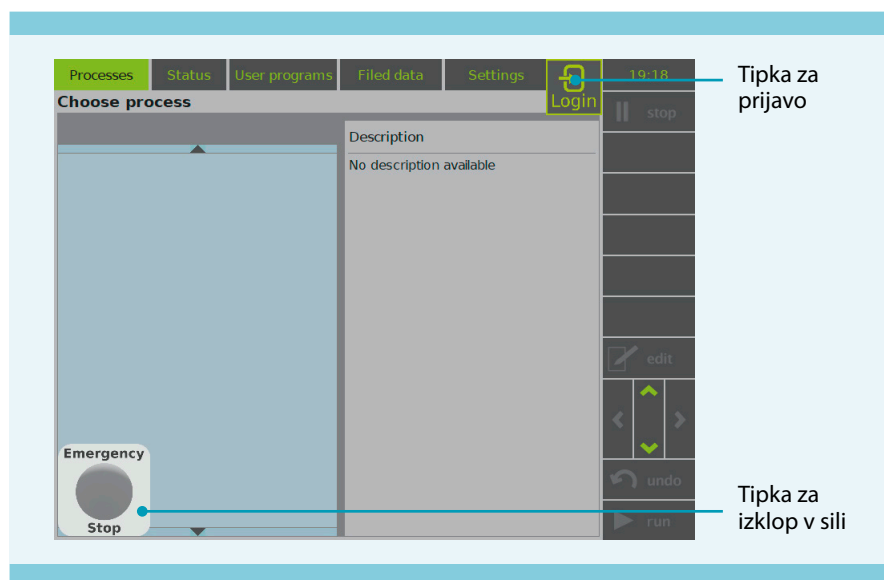 Processes Status User programs Filed data Settings Login 19:18
Tipka za
prijavo
Choose process
stop
Description
No description available
edit
Emergency
Stop
undo
run
Tipka za
izklop v sili